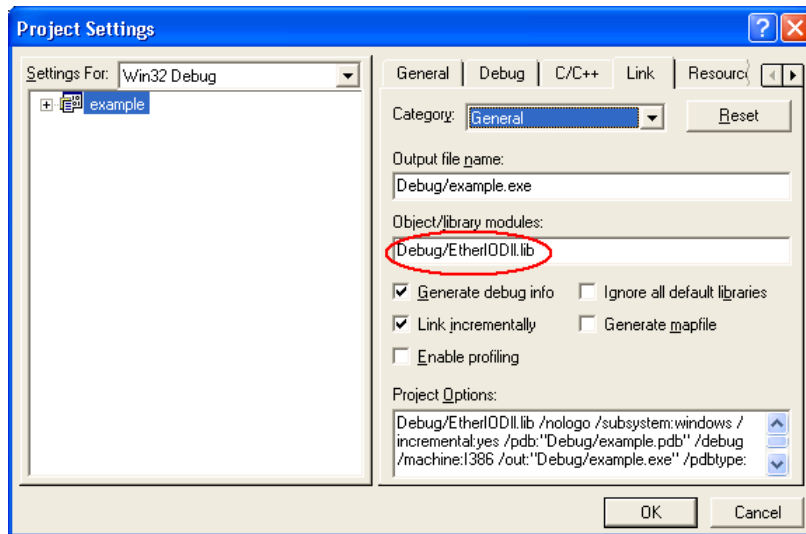 Project Settings
Settings For: Win32 Debug
example
General Debug C/C++ Link Resourc
Category: General Reset
Output file name:
Debug/example.exe
Object/library modules:
Debug/EtherIODll.lib
Generate debug info Ignore all default libraries
Link incrementally Generate mapfile
Enable profiling
Project Options:
Debug/EtherIODll.lib /nologo /subsystem:windows /
incremental:yes /pdb:"Debug/example.pdb" /debug
/machine:I386 /out:"Debug/example.exe" /pdbtype:
OK Cancel